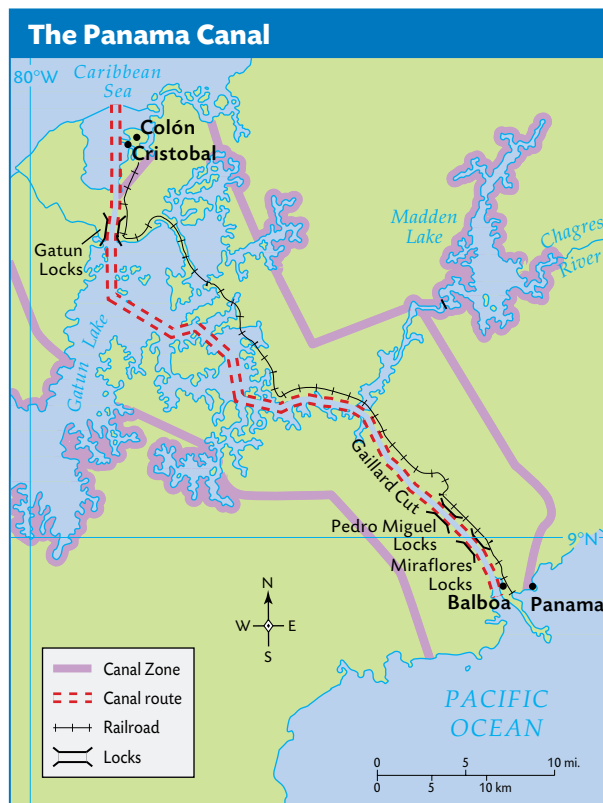 The Panama Canal
80°W
Caribbean
Sea
Colón
Cristobal
Gatun
Locks
Madden
Lake
Chagres
River
Gatun Lake
Gaillard Cut
Pedro Miguel
Locks
9°N
Miraflores
Locks
Balboa
Panama
N
W
E
S
Canal Zone
Canal route
Railroad
Locks
PACIFIC
OCEAN
0 5 10 mi.
0 5 10 km